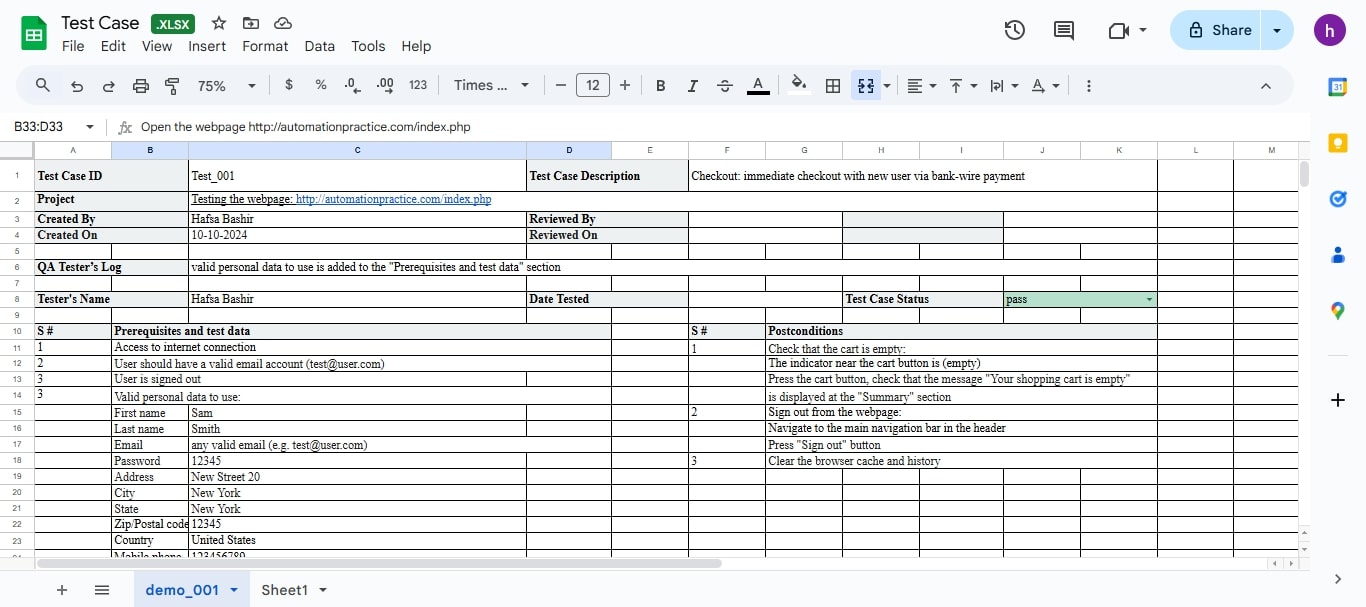 Test Case .XLSX
File Edit View Insert Format Data Tools Help
Share
h
75% $ % .0 .00 123 Times ... 12 B I A A
31
B33:D33 fx Open the webpage http://automationpractice.com/index.php
A B C D E F G H I J K L M
1 Test Case ID Test_001 Test Case Description Checkout: immediate checkout with new user via bank-wire payment
2 Project Testing the webpage: http://automationpractice.com/index.php
3 Created By Hafsa Bashir Reviewed By
4 Created On 10-10-2024 Reviewed On
5
6 QA Tester's Log valid personal data to use is added to the "Prerequisites and test data" section
7
8 Tester's Name Hafsa Bashir Date Tested Test Case Status pass
9
10 S # Prerequisites and test data S # Postconditions
11 1 Access to internet connection 1 Check that the cart is empty:
12 2 User should have a valid email account (test@user.com) The indicator near the cart button is (empty)
13 3 User is signed out Press the cart button, check that the message "Your shopping cart is empty"
14 3 Valid personal data to use: is displayed at the "Summary" section
15 First name Sam 2 Sign out from the webpage:
16 Last name Smith Navigate to the main navigation bar in the header
17 Email any valid email (e.g. test@user.com) Press "Sign out" button
18 Password 12345 3 Clear the browser cache and history
19 Address New Street 20
20 City New York
21 State New York
22 Zip/Postal code 12345
23 Country United States
Mobile phone 123456789
demo_001 Sheet1